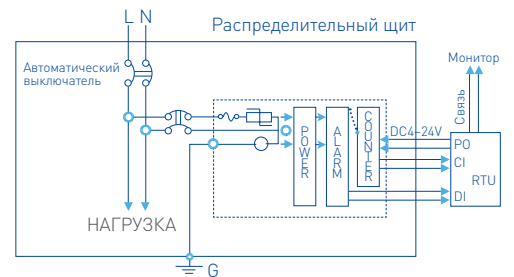 L N
Распределительный щит
Автоматический
выключатель
Монитор
Связь
POWER
ALARM
COUNTER
DC4~24V
PO
CI
RTU
DI
НАГРУЗКА
G